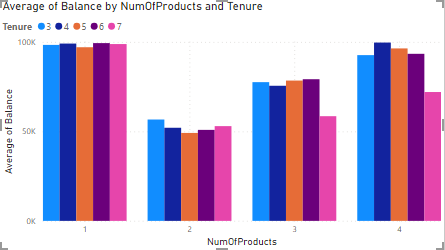 Average of Balance by NumOfProducts and Tenure
Tenure 3 4 5 6 7
100K
50K
0K
Average of Balance
1 2 3 4
NumOfProducts